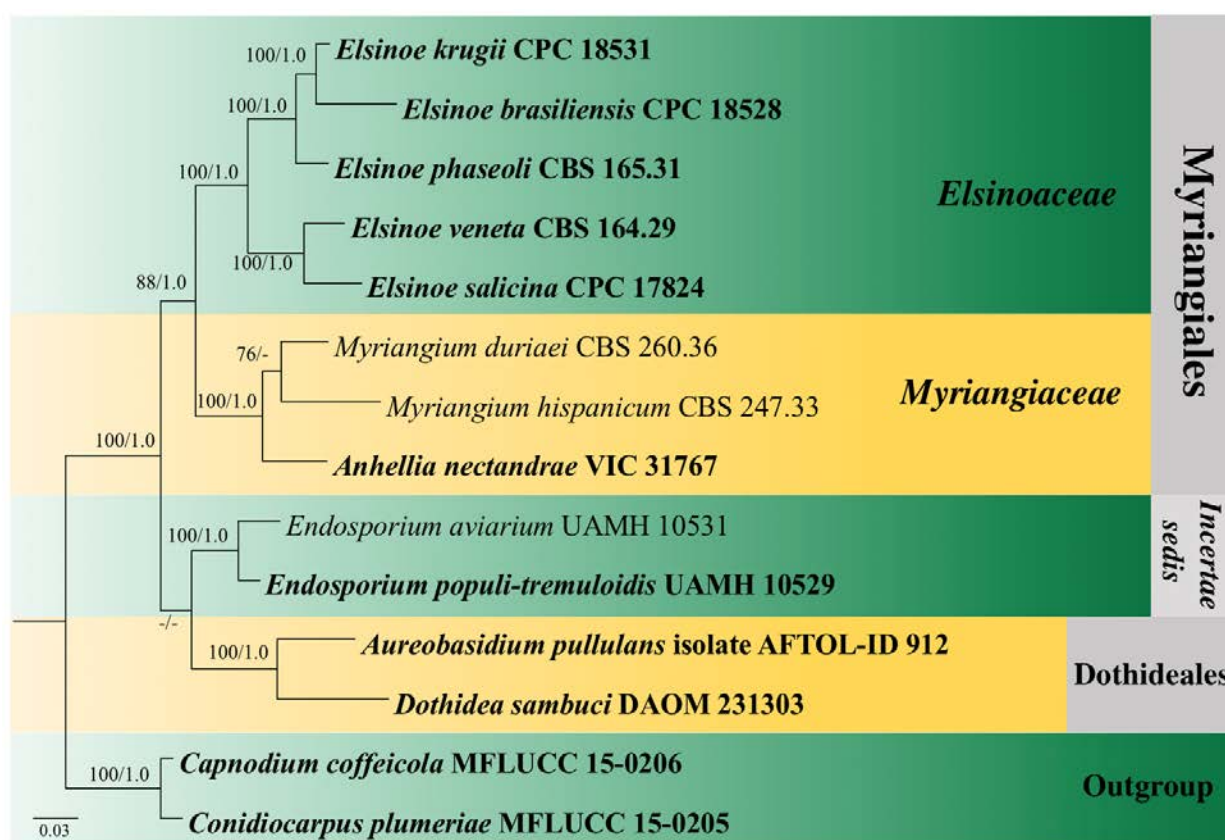 100/1.0
Elsinoe krugii CPC 18531
100/1.0
Elsinoe brasiliensis CPC 18528
100/1.0
Elsinoe phaseoli CBS 165.31
Elsinoaceae
Elsinoe veneta CBS 164.29
100/1.0
88/1.0
Elsinoe salicina CPC 17824
Myriangiales
76/-
Myriangium duriaei CBS 260.36
100/1.0
Myriangium hispanicum CBS 247.33
Myriangiaceae
100/1.0
Anhellia nectandrae VIC 31767
100/1.0
Endosporium aviarium UAMH 10531
Endosporium populi-tremuloidis UAMH 10529
Incertae
sedis
-/-
Aureobasidium pullulans isolate AFTOL-ID 912
100/1.0
Dothideales
Dothidea sambuci DAOM 231303
Capnodium coffeicola MFLUCC 15-0206
100/1.0
Outgroup
Conidiocarpus plumeriae MFLUCC 15-0205
0.03